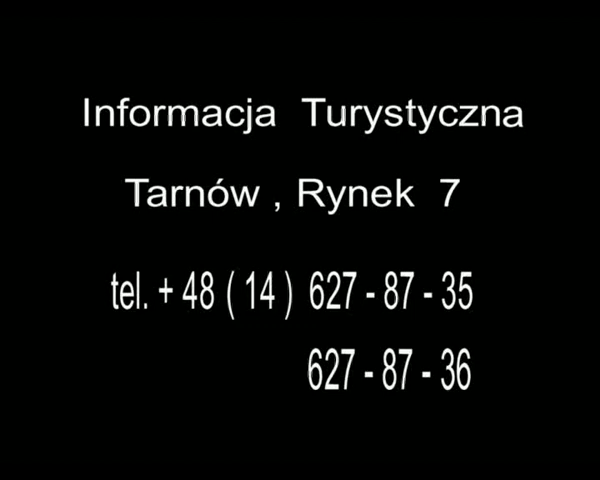 Informacja Turystyczna
Tarnów , Rynek 7
tel. + 48 ( 14 ) 627 - 87 - 35
627 - 87 - 36